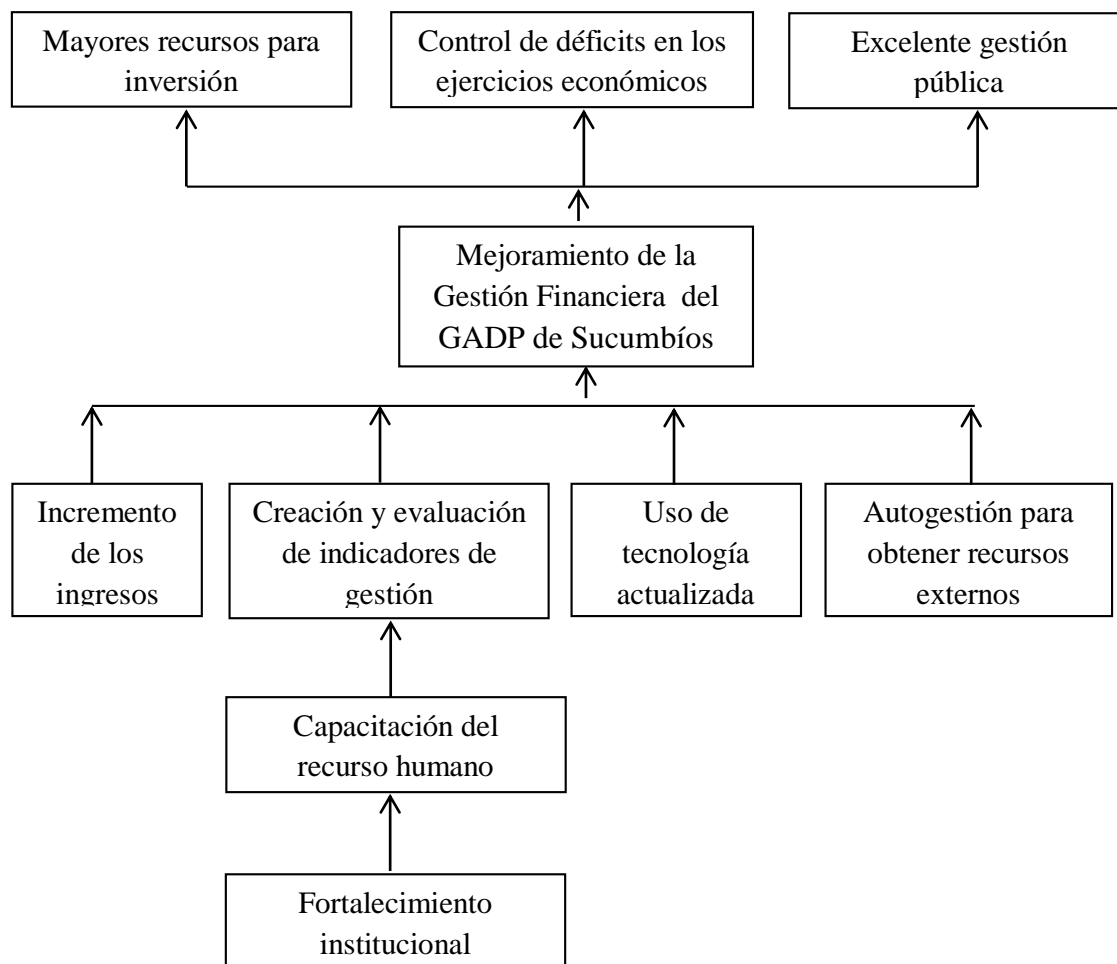 Mayores recursos para
inversión
Control de déficits en los
ejercicios económicos
Excelente gestión
pública
Mejoramiento de la
Gestión Financiera del
GADP de Sucumbíos
Incremento
de los
ingresos
Creación y evaluación
de indicadores de
gestión
Uso de
tecnología
actualizada
Autogestión para
obtener recursos
externos
Capacitación del
recurso humano
Fortalecimiento
institucional